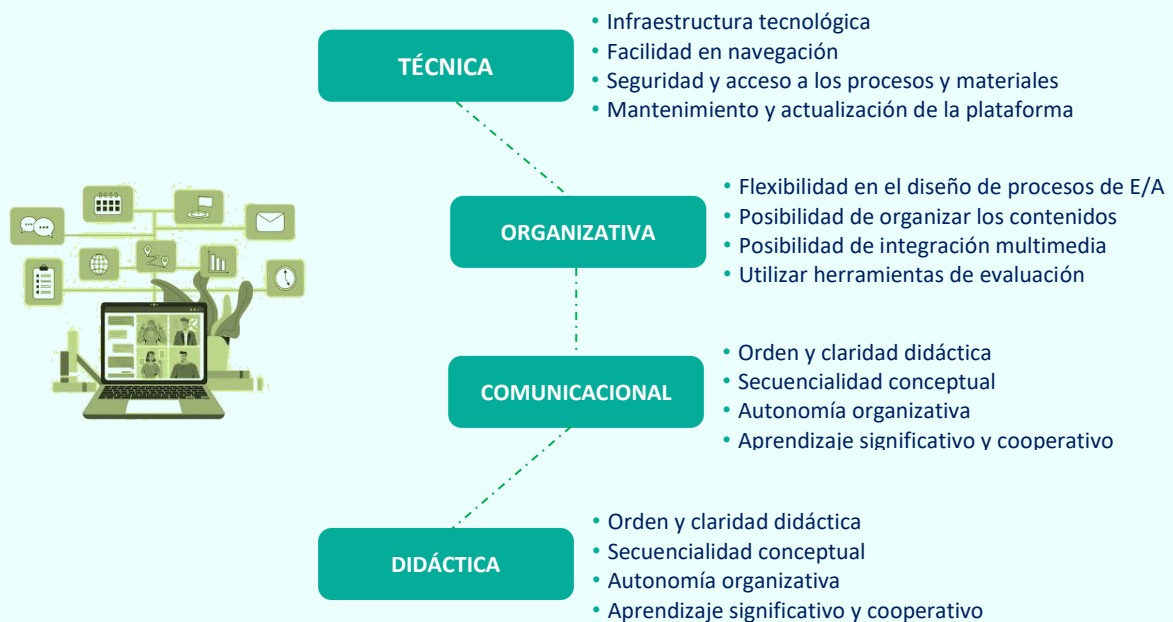 TÉCNICA
• Infraestructura tecnológica
• Facilidad en navegación
• Seguridad y acceso a los procesos y materiales
• Mantenimiento y actualización de la plataforma
ORGANIZATIVA
• Flexibilidad en el diseño de procesos de E/A
• Posibilidad de organizar los contenidos
• Posibilidad de integración multimedia
• Utilizar herramientas de evaluación
COMUNICACIONAL
• Orden y claridad didáctica
• Secuencialidad conceptual
• Autonomía organizativa
• Aprendizaje significativo y cooperativo
DIDÁCTICA
• Orden y claridad didáctica
• Secuencialidad conceptual
• Autonomía organizativa
• Aprendizaje significativo y cooperativo